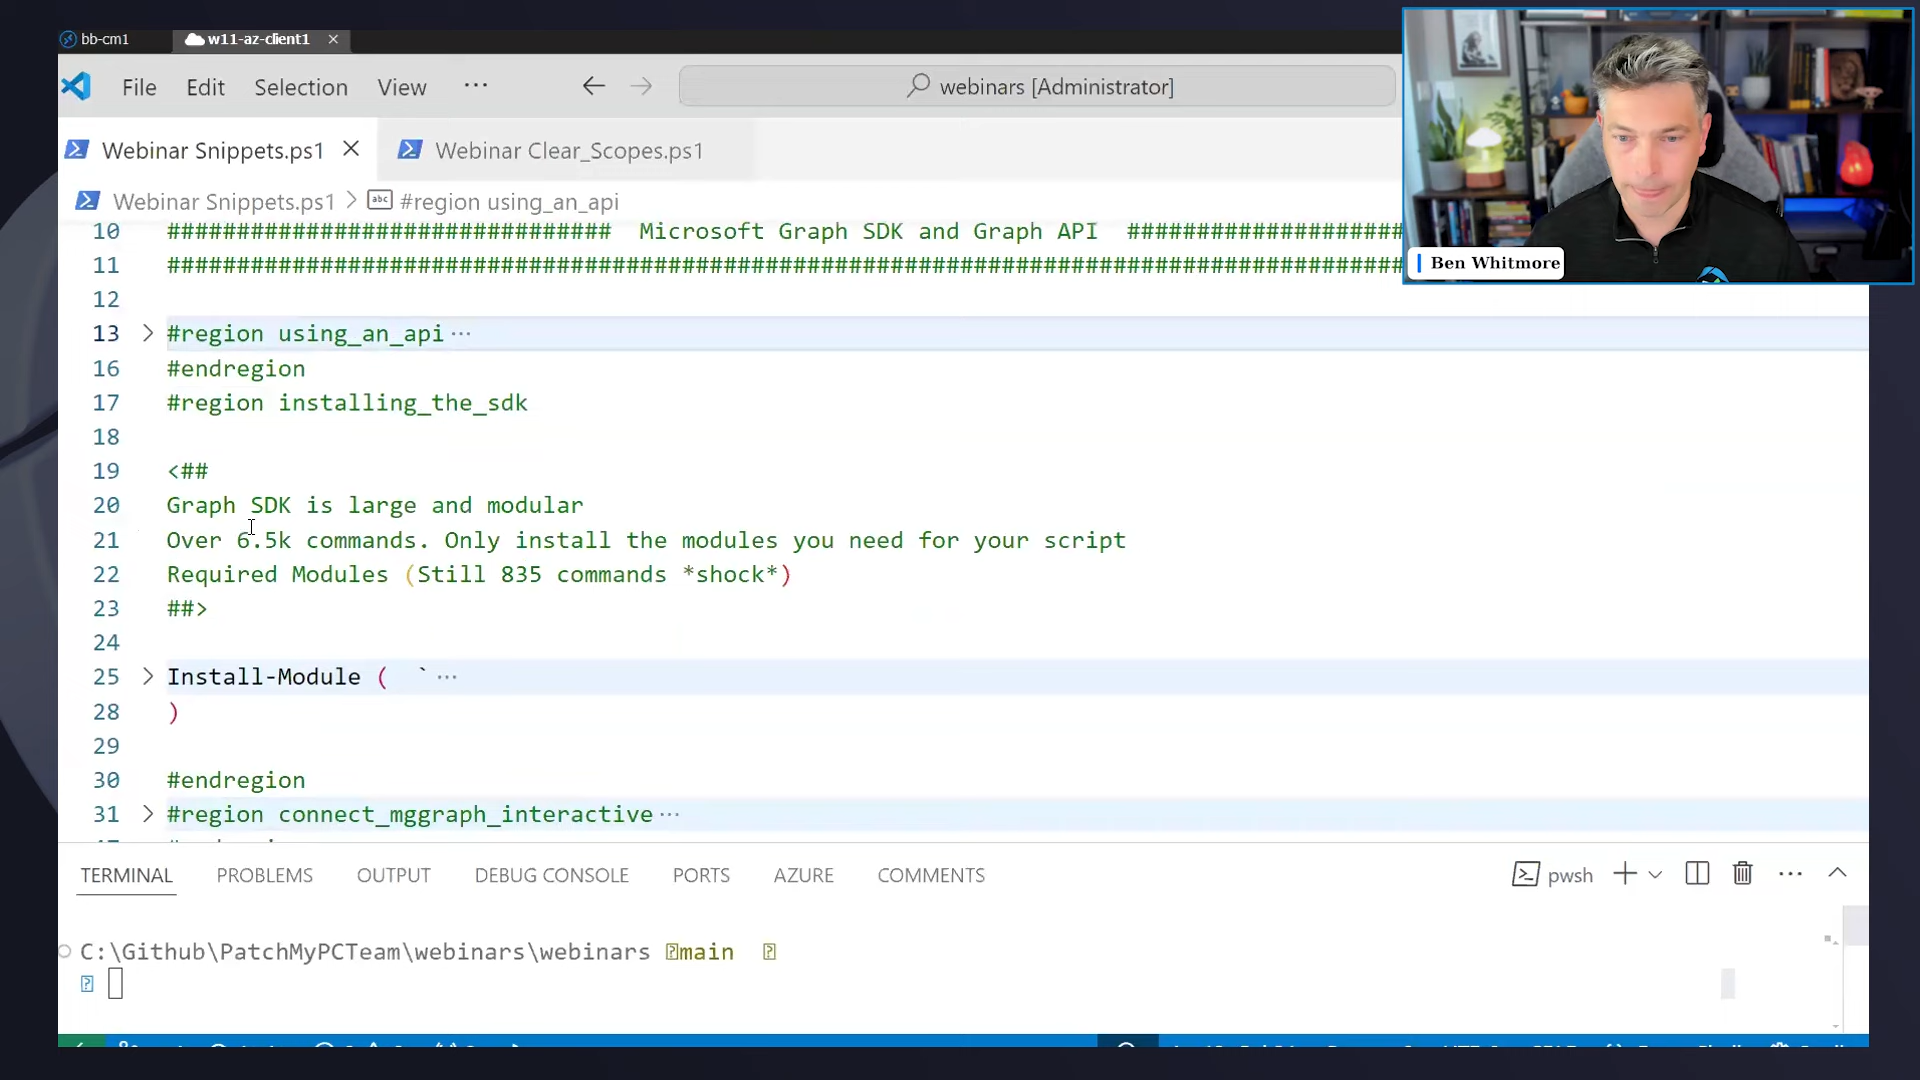 bb-cm1
w11-az-client1
File Edit Selection View ...
webinars [Administrator]
Webinar Snippets.ps1
Webinar Clear_Scopes.ps1
Webinar Snippets.ps1 > #region using_an_api
Ben Whitmore
10 ################################ Microsoft Graph SDK and Graph API ####################
11 #########################################################################################
12
13 #region using_an_api ...
16 #endregion
17 #region installing_the_sdk
18
19 <##
20 Graph SDK is large and modular
21 Over 6.5k commands. Only install the modules you need for your script
22 Required Modules (Still 835 commands *shock*)
23 ##>
24
25 Install-Module ( ` ...
28 )
29
30 #endregion
31 #region connect_mggraph_interactive ...
TERMINAL PROBLEMS OUTPUT DEBUG CONSOLE PORTS AZURE COMMENTS
pwsh
C:\Github\PatchMyPCTeam\webinars\webinars main